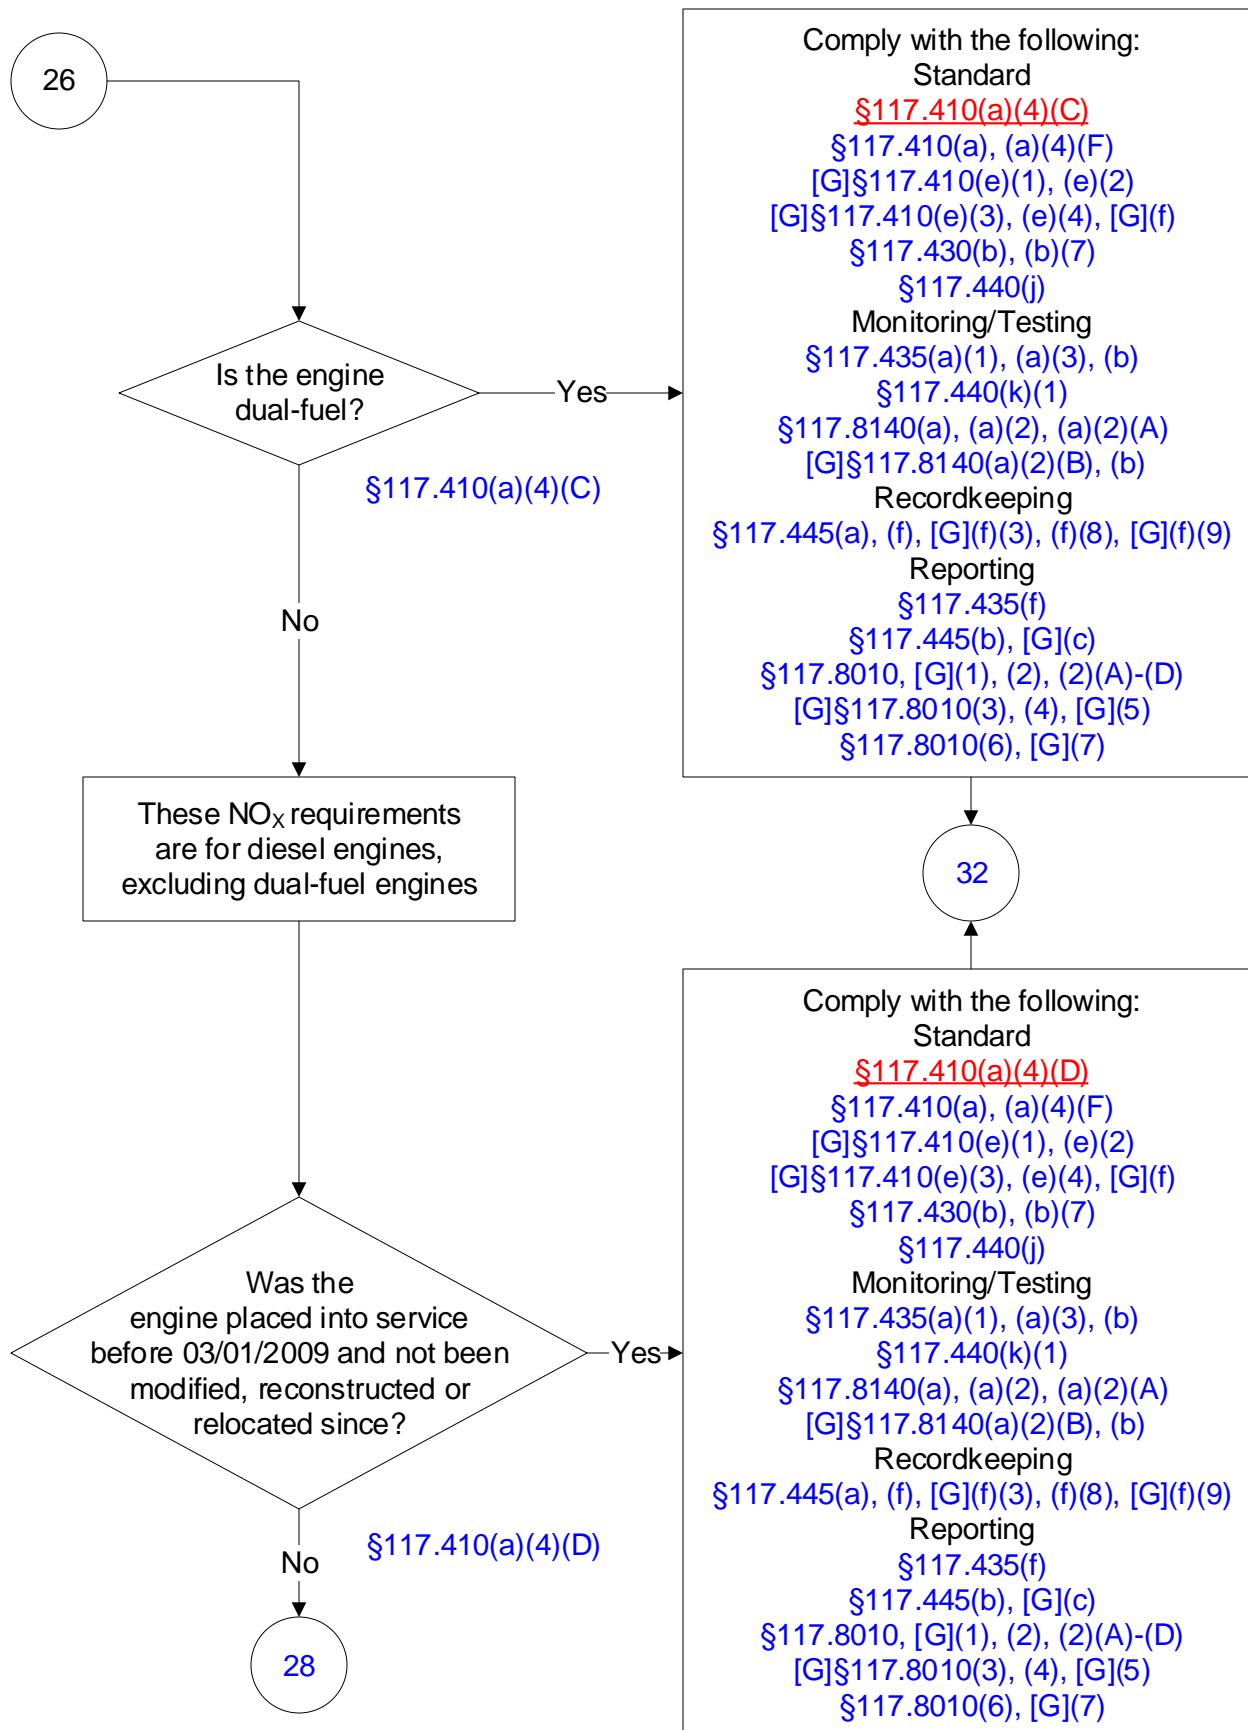 26
Comply with the following:
Standard
§117.410(a)(4)(C)
§117.410(a), (a)(4)(F)
[G]§117.410(e)(1), (e)(2)
[G]§117.410(e)(3), (e)(4), [G](f)
§117.430(b), (b)(7)
§117.440(j)
Monitoring/Testing
§117.435(a)(1), (a)(3), (b)
§117.440(k)(1)
§117.8140(a), (a)(2), (a)(2)(A)
[G]§117.8140(a)(2)(B), (b)
Recordkeeping
§117.445(a), (f), [G](f)(3), (f)(8), [G](f)(9)
Reporting
§117.435(f)
§117.445(b), [G](c)
§117.8010, [G](1), (2), (2)(A)-(D)
[G]§117.8010(3), (4), [G](5)
§117.8010(6), [G](7)
Is the engine
dual-fuel?
Yes
§117.410(a)(4)(C)
No
These NOX requirements
are for diesel engines,
excluding dual-fuel engines
32
Was the
engine placed into service
before 03/01/2009 and not been
modified, reconstructed or
relocated since?
Yes
§117.410(a)(4)(D)
No
28
Comply with the following:
Standard
§117.410(a)(4)(D)
§117.410(a), (a)(4)(F)
[G]§117.410(e)(1), (e)(2)
[G]§117.410(e)(3), (e)(4), [G](f)
§117.430(b), (b)(7)
§117.440(j)
Monitoring/Testing
§117.435(a)(1), (a)(3), (b)
§117.440(k)(1)
§117.8140(a), (a)(2), (a)(2)(A)
[G]§117.8140(a)(2)(B), (b)
Recordkeeping
§117.445(a), (f), [G](f)(3), (f)(8), [G](f)(9)
Reporting
§117.435(f)
§117.445(b), [G](c)
§117.8010, [G](1), (2), (2)(A)-(D)
[G]§117.8010(3), (4), [G](5)
§117.8010(6), [G](7)